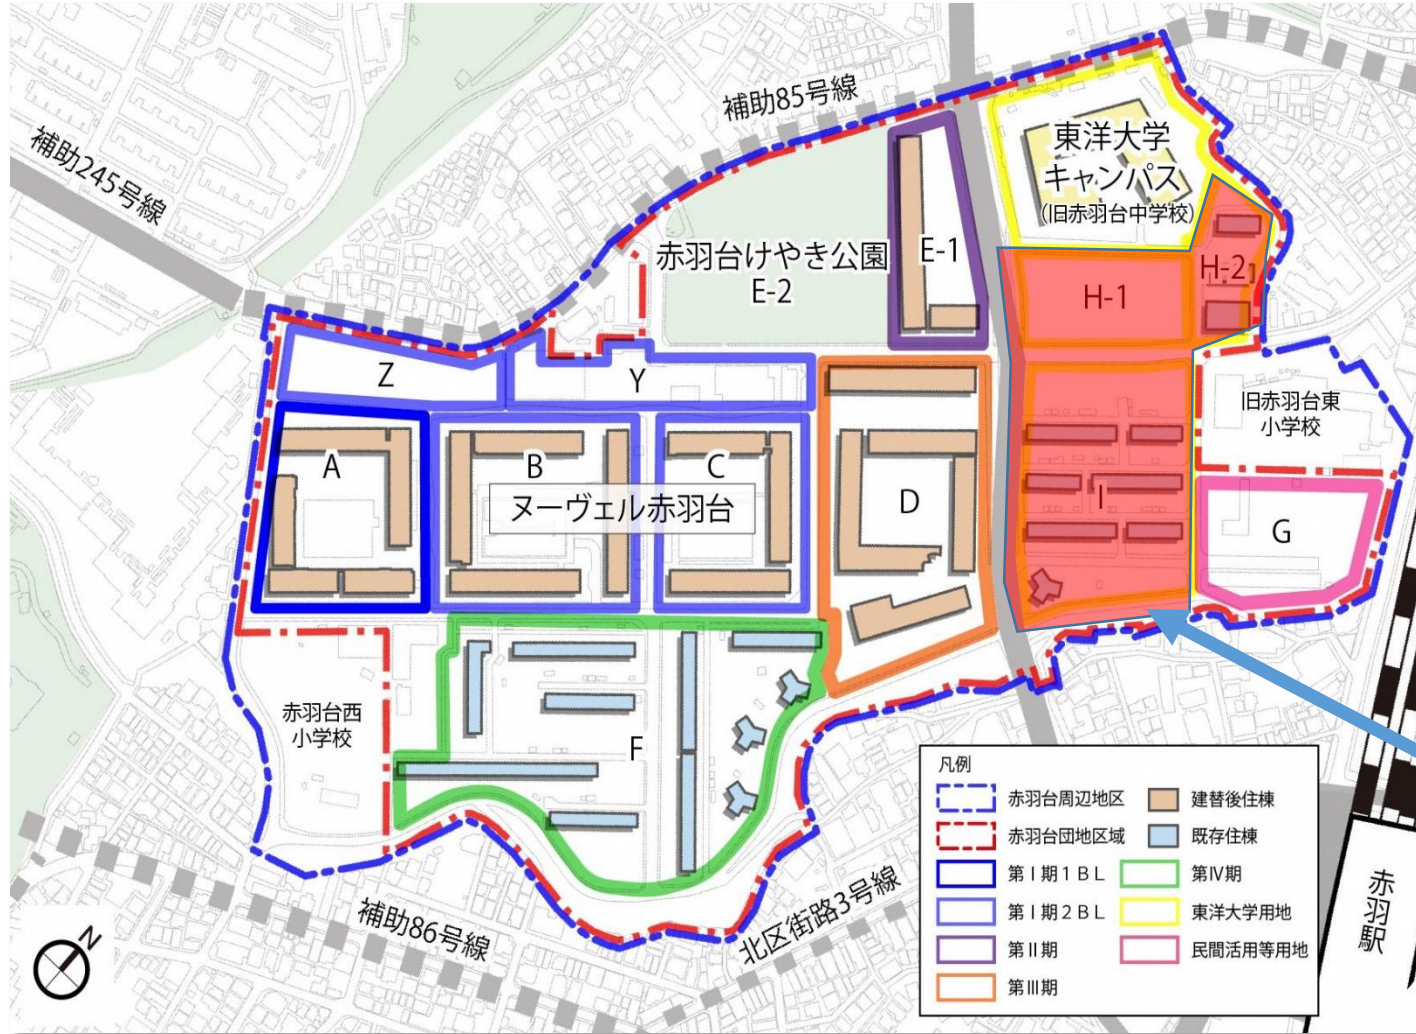 補助85号線
補助245号線
東洋大学
キャンパス
(旧赤羽台中学校)
赤羽台けやき公園
E-2
E-1
H-1
H-2
Z
Y
旧赤羽台東
小学校
A
B
C
D
I
G
ヌーヴェル赤羽台
赤羽台西
小学校
F
補助86号線
北区街路3号線
赤羽駅
N
凡例
赤羽台周辺地区
建替後住棟
赤羽台団地区域
既存住棟
第Ⅰ期1BL
第Ⅳ期
第Ⅰ期2BL
東洋大学用地
第Ⅱ期
民間活用等用地
第Ⅲ期